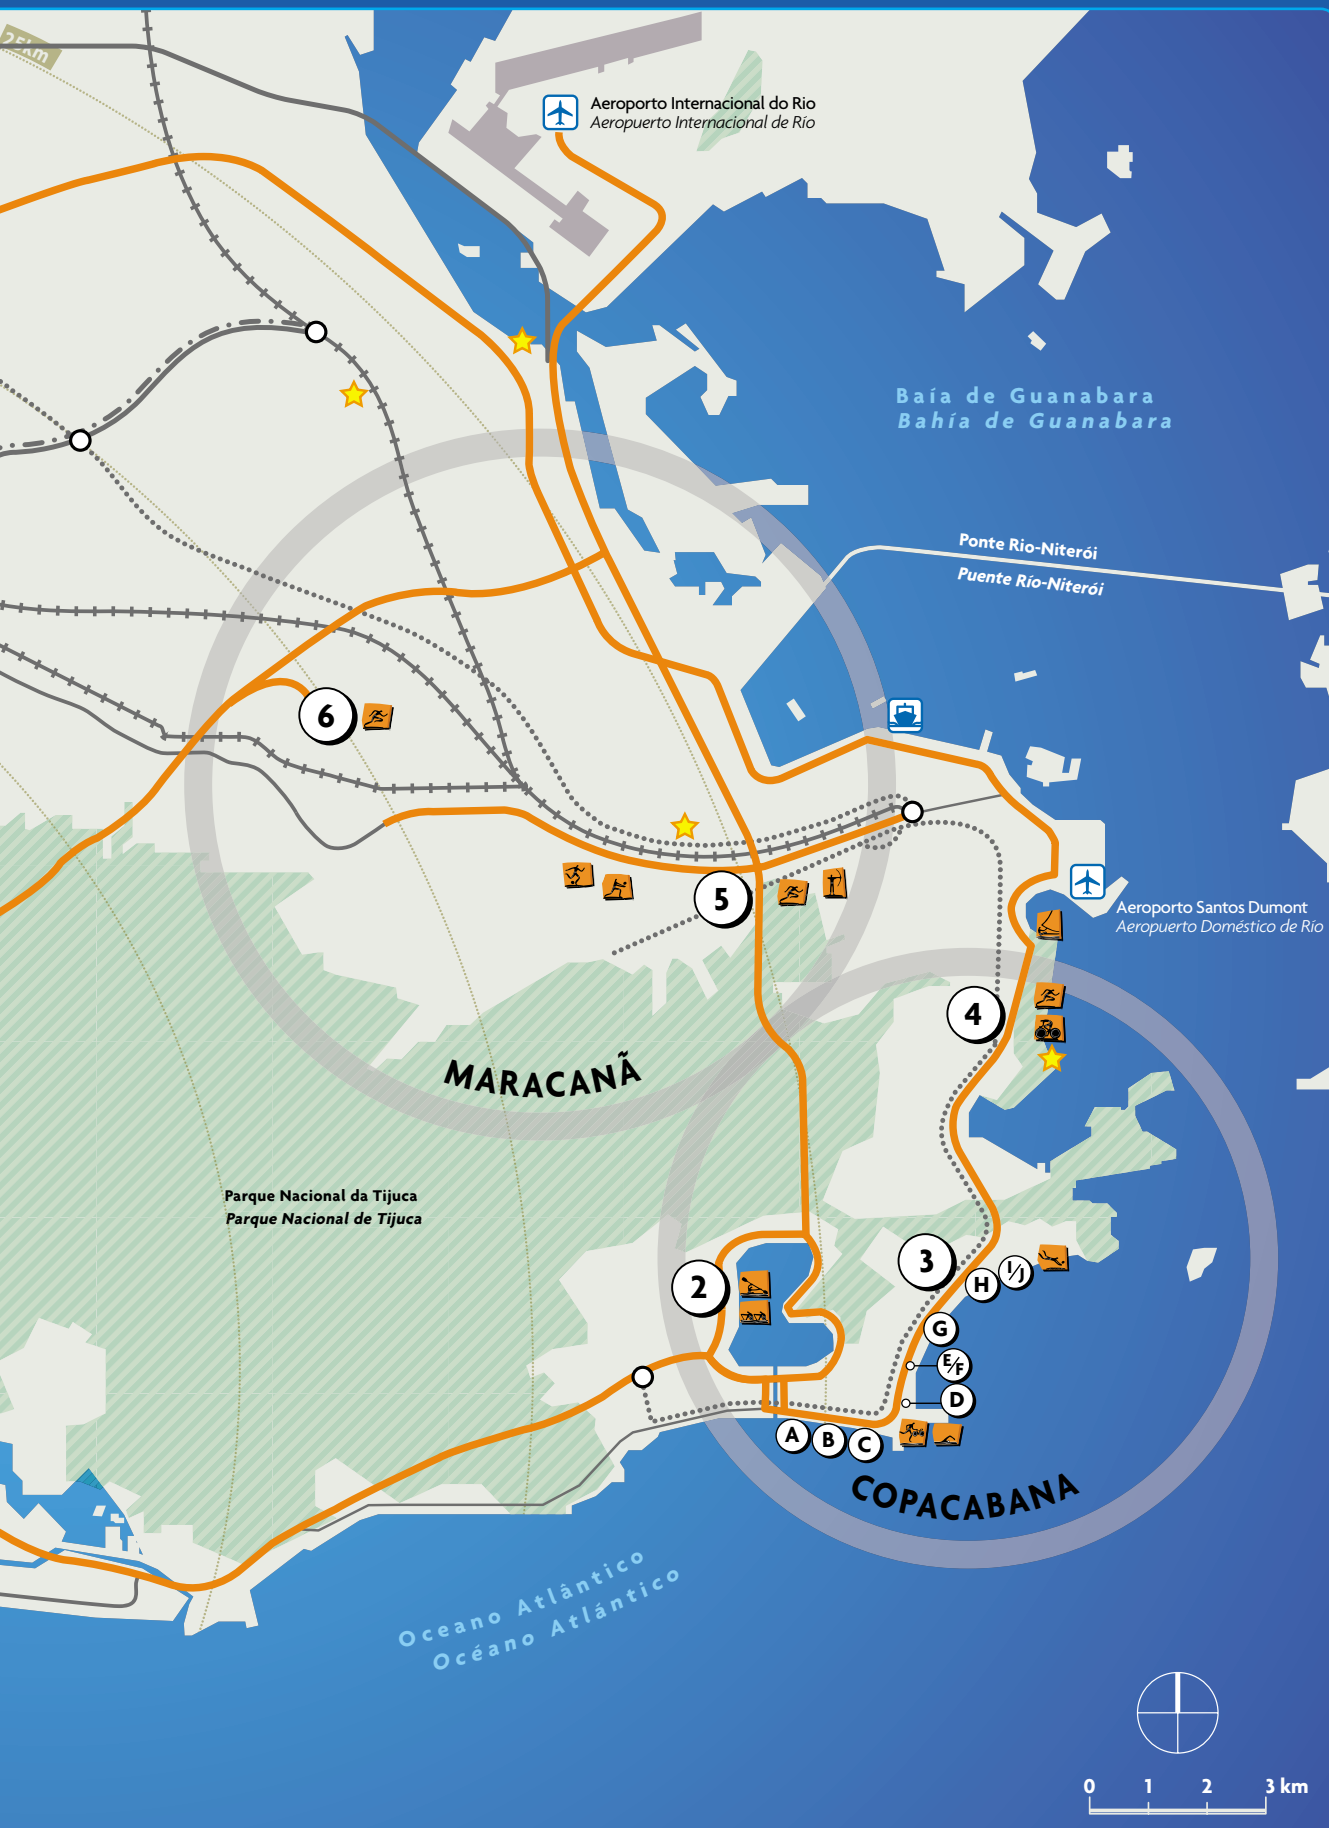 25km
Aeroporto Internacional do Rio
Aeropuerto Internacional de Río
Baía de Guanabara
Bahía de Guanabara
Ponte Rio-Niterói
Puente Río-Niterói
6
5
Aeroporto Santos Dumont
Aeropuerto Doméstico de Río
4
MARACANÃ
Parque Nacional da Tijuca
Parque Nacional de Tijuca
3
2
H
I/J
G
E/F
D
A
B
C
COPACABANA
Oceano Atlântico
Océano Atlántico
0 1 2 3 km